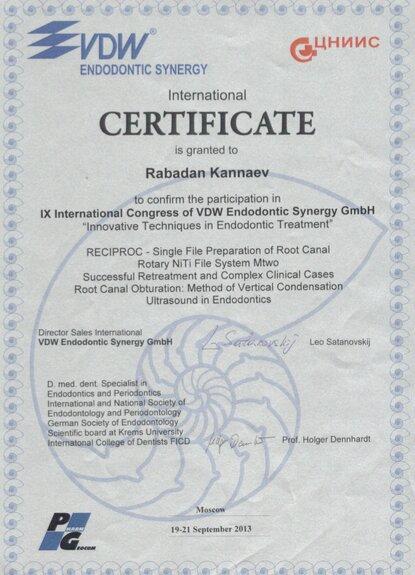 VDW®
ENDODONTIC SYNERGY
ЦНИИС
International
CERTIFICATE
is granted to
Rabadan Kannaev
to confirm the participation in
IX International Congress of VDW Endodontic Synergy GmbH
"Innovative Techniques in Endodontic Treatment"
RECIPROC - Single File Preparation of Root Canal
Rotary NiTi File System Mtwo
Successful Retreatment and Complex Clinical Cases
Root Canal Obturation: Method of Vertical Condensation
Ultrasound in Endodontics
Director Sales International
VDW Endodontic Synergy GmbH
L. Satanovskij
Leo Satanovskij
D. med. dent. Specialist in
Endodontics and Periodontics
International and National Society of
Endodontology and Periodontology
German Society of Endodontology
Scientific board at Krems University
International College of Dentists FICD
Prof. Holger Dennhardt
Moscow
19-21 September 2013
PHARM
GEOCOM